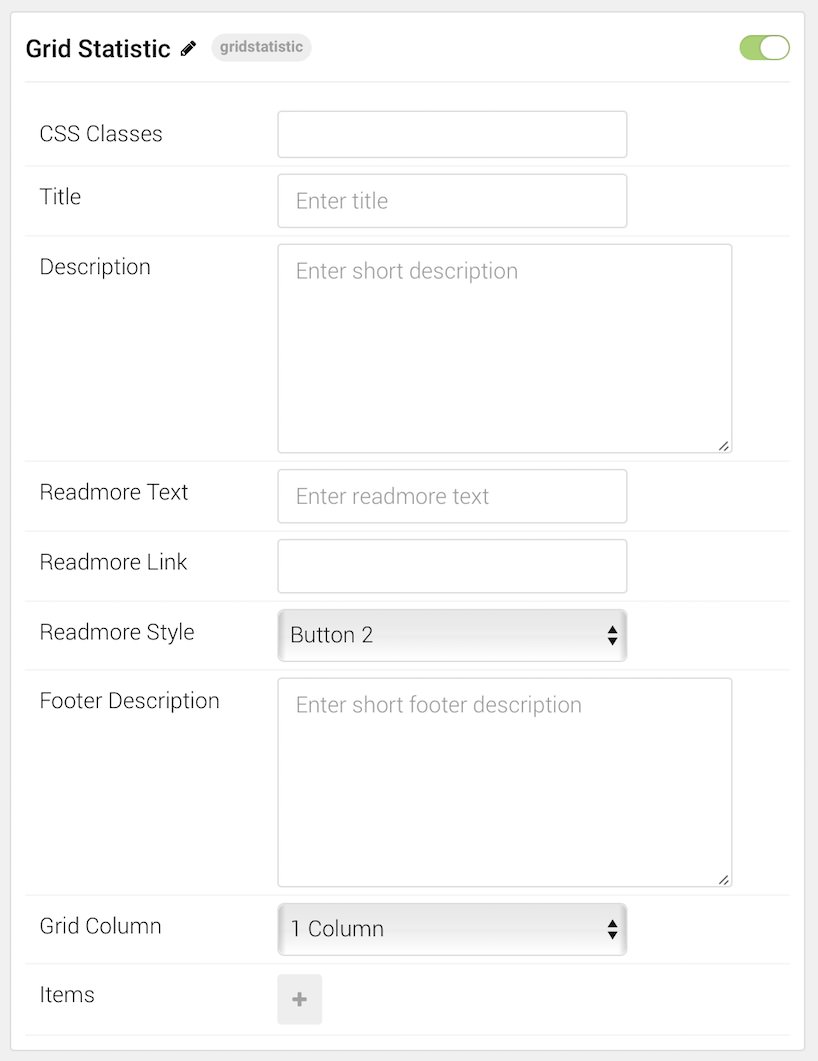 Grid Statistic gridstatistic
CSS Classes
Title Enter title
Description Enter short description
Readmore Text Enter readmore text
Readmore Link
Readmore Style Button 2
Footer Description Enter short footer description
Grid Column 1 Column
Items +